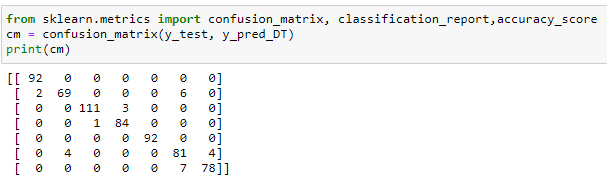 from sklearn.metrics import confusion_matrix, classification_report,accuracy_score
cm = confusion_matrix(y_test, y_pred_DT)
print(cm)
[[ 92   0   0   0   0   0   0]
 [  2  69   0   0   0   6   0]
 [  0   0 111   3   0   0   0]
 [  0   0   1  84   0   0   0]
 [  0   0   0   0  92   0   0]
 [  0   4   0   0   0  81   4]
 [  0   0   0   0   0   7  78]]